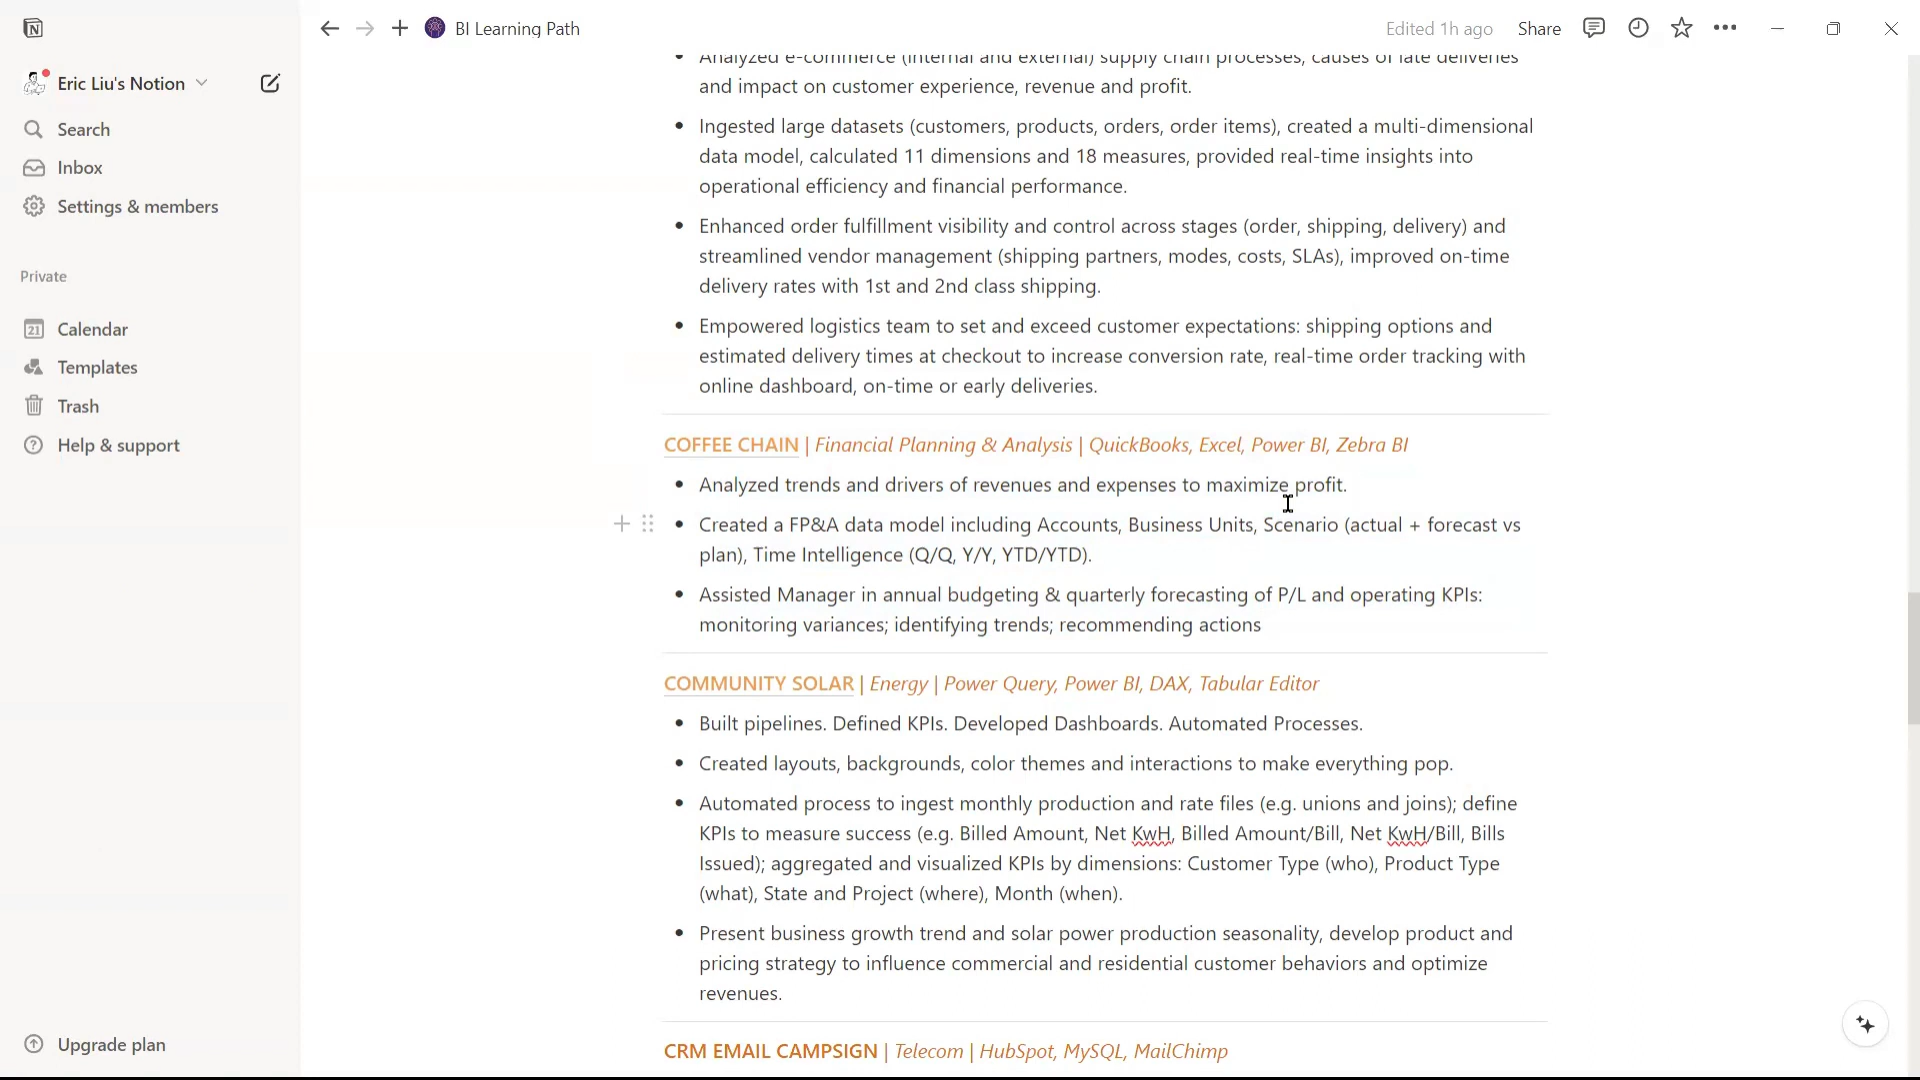 BI Learning Path
Edited 1h ago
Share
Eric Liu's Notion
Search
Inbox
Settings & members
Private
21
Calendar
Templates
Trash
Help & support
Upgrade plan
Analyzed e-commerce (internal and external) supply chain processes, causes of late deliveries
and impact on customer experience, revenue and profit.
Ingested large datasets (customers, products, orders, order items), created a multi-dimensional
data model, calculated 11 dimensions and 18 measures, provided real-time insights into
operational efficiency and financial performance.
Enhanced order fulfillment visibility and control across stages (order, shipping, delivery) and
streamlined vendor management (shipping partners, modes, costs, SLAs), improved on-time
delivery rates with 1st and 2nd class shipping.
Empowered logistics team to set and exceed customer expectations: shipping options and
estimated delivery times at checkout to increase conversion rate, real-time order tracking with
online dashboard, on-time or early deliveries.
COFFEE CHAIN | Financial Planning & Analysis | QuickBooks, Excel, Power BI, Zebra BI
Analyzed trends and drivers of revenues and expenses to maximize profit.
Created a FP&A data model including Accounts, Business Units, Scenario (actual + forecast vs
plan), Time Intelligence (Q/Q, Y/Y, YTD/YTD).
Assisted Manager in annual budgeting & quarterly forecasting of P/L and operating KPIs:
monitoring variances; identifying trends; recommending actions
COMMUNITY SOLAR | Energy | Power Query, Power BI, DAX, Tabular Editor
Built pipelines. Defined KPIs. Developed Dashboards. Automated Processes.
Created layouts, backgrounds, color themes and interactions to make everything pop.
Automated process to ingest monthly production and rate files (e.g. unions and joins); define
KPIs to measure success (e.g. Billed Amount, Net KwH, Billed Amount/Bill, Net KwH/Bill, Bills
Issued); aggregated and visualized KPIs by dimensions: Customer Type (who), Product Type
(what), State and Project (where), Month (when).
Present business growth trend and solar power production seasonality, develop product and
pricing strategy to influence commercial and residential customer behaviors and optimize
revenues.
CRM EMAIL CAMPSIGN | Telecom | HubSpot, MySQL, MailChimp